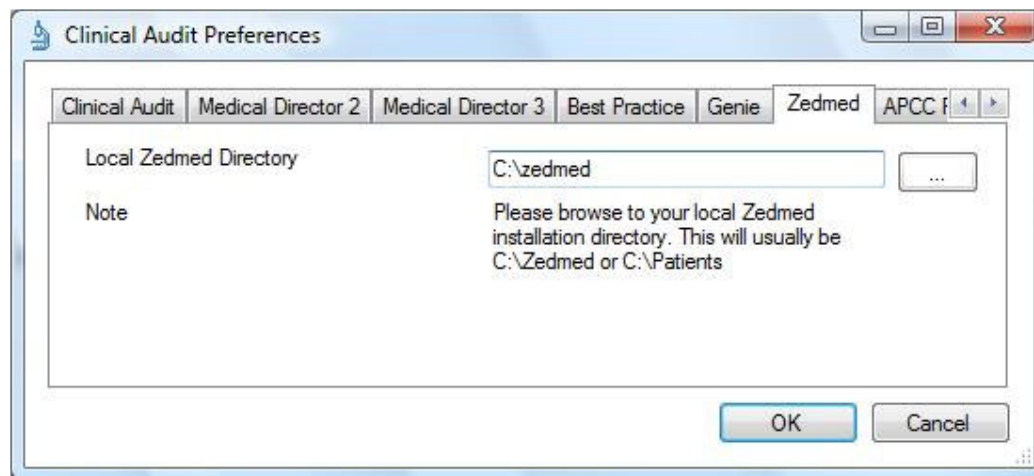 Clinical Audit Preferences
Clinical Audit Medical Director 2 Medical Director 3 Best Practice Genie Zedmed APCC
Local Zedmed Directory C:\zedmed ...
Note Please browse to your local Zedmed
installation directory. This will usually be
C:\Zedmed or C:\Patients
OK Cancel